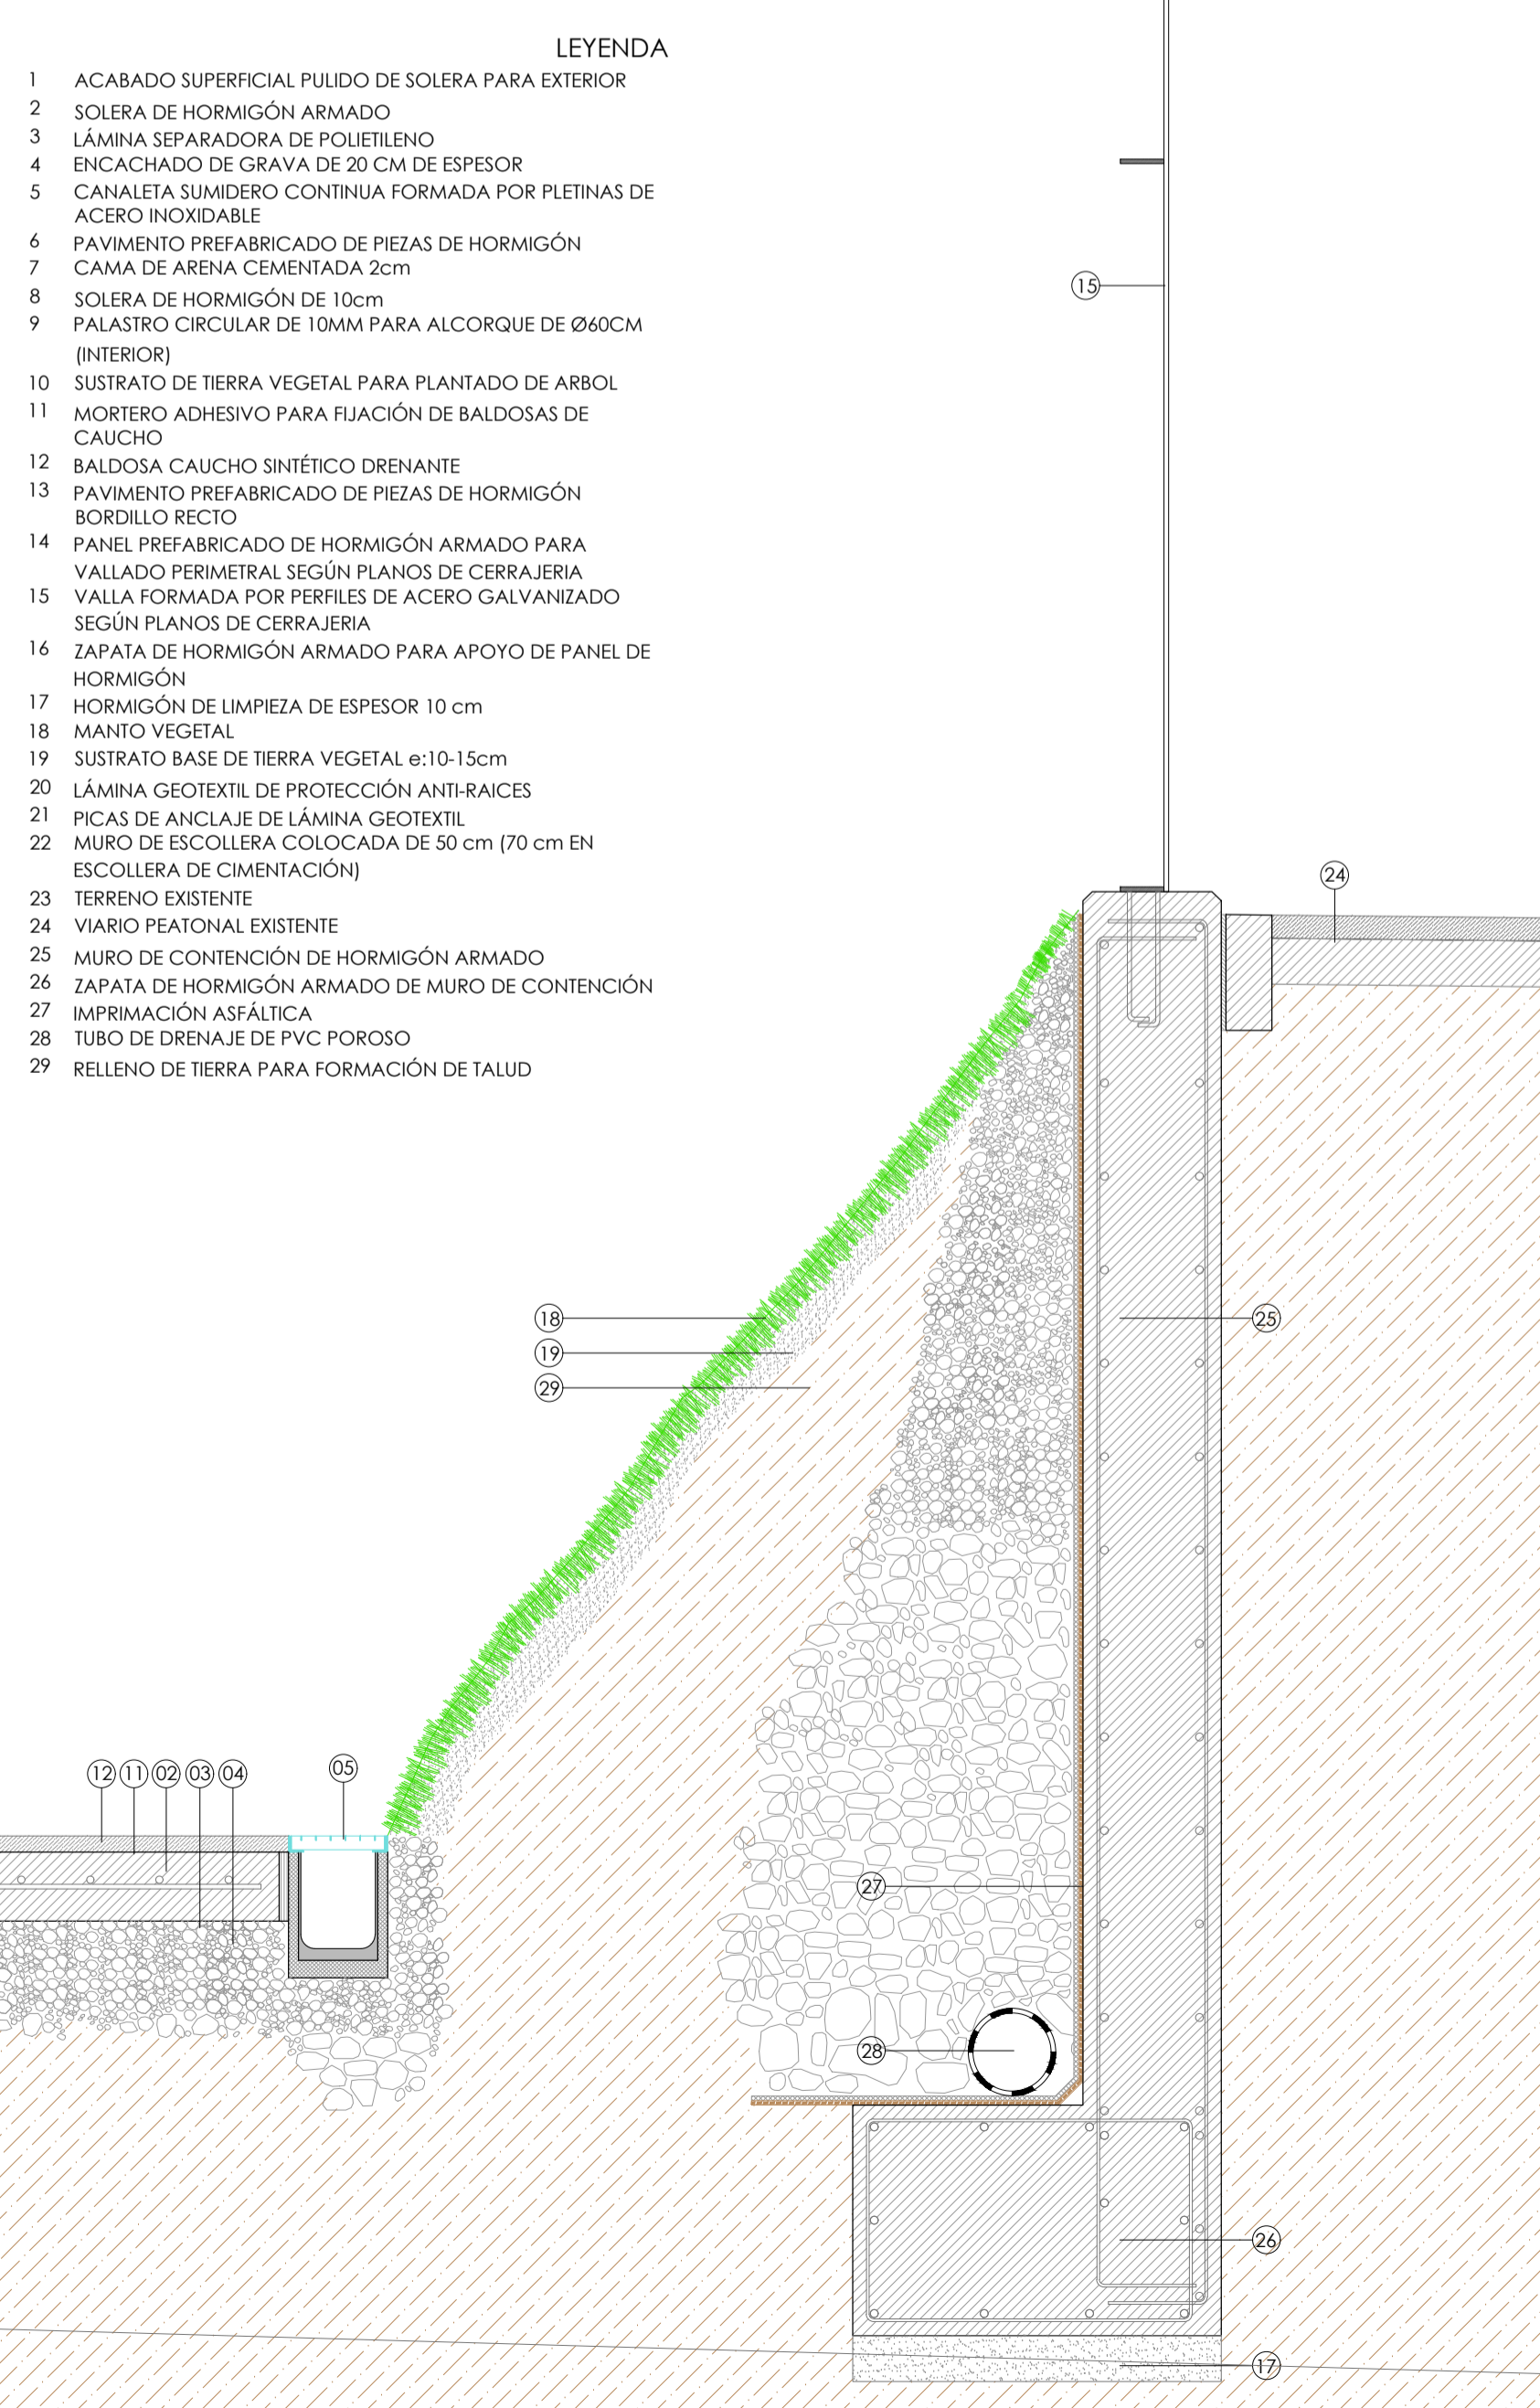 LEYENDA
1 ACABADO SUPERFICIAL PULIDO DE SOLERA PARA EXTERIOR
2 SOLERA DE HORMIGÓN ARMADO
3 LÁMINA SEPARADORA DE POLIETILENO
4 ENCACHADO DE GRAVA DE 20 CM DE ESPESOR
5 CANALETA SUMIDERO CONTINUA FORMADA POR PLETINAS DE
ACERO INOXIDABLE
6 PAVIMENTO PREFABRICADO DE PIEZAS DE HORMIGÓN
7 CAMA DE ARENA CEMENTADA 2cm
8 SOLERA DE HORMIGÓN DE 10cm
9 PALASTRO CIRCULAR DE 10MM PARA ALCORQUE DE Ø60CM
(INTERIOR)
10 SUSTRATO DE TIERRA VEGETAL PARA PLANTADO DE ARBOL
11 MORTERO ADHESIVO PARA FIJACIÓN DE BALDOSAS DE
CAUCHO
12 BALDOSA CAUCHO SINTÉTICO DRENANTE
13 PAVIMENTO PREFABRICADO DE PIEZAS DE HORMIGÓN
BORDILLO RECTO
14 PANEL PREFABRICADO DE HORMIGÓN ARMADO PARA
VALLADO PERIMETRAL SEGÚN PLANOS DE CERRAJERIA
15 VALLA FORMADA POR PERFILES DE ACERO GALVANIZADO
SEGÚN PLANOS DE CERRAJERIA
16 ZAPATA DE HORMIGÓN ARMADO PARA APOYO DE PANEL DE
HORMIGÓN
17 HORMIGÓN DE LIMPIEZA DE ESPESOR 10 cm
18 MANTO VEGETAL
19 SUSTRATO BASE DE TIERRA VEGETAL e:10-15cm
20 LÁMINA GEOTEXTIL DE PROTECCIÓN ANTI-RAICES
21 PICAS DE ANCLAJE DE LÁMINA GEOTEXTIL
22 MURO DE ESCOLLERA COLOCADA DE 50 cm (70 cm EN
ESCOLLERA DE CIMENTACIÓN)
23 TERRENO EXISTENTE
24 VIARIO PEATONAL EXISTENTE
25 MURO DE CONTENCIÓN DE HORMIGÓN ARMADO
26 ZAPATA DE HORMIGÓN ARMADO DE MURO DE CONTENCIÓN
27 IMPRIMACIÓN ASFÁLTICA
28 TUBO DE DRENAJE DE PVC POROSO
29 RELLENO DE TIERRA PARA FORMACIÓN DE TALUD
15
24
18
25
19
29
12 11 02 03 04 05
27
28
26
17